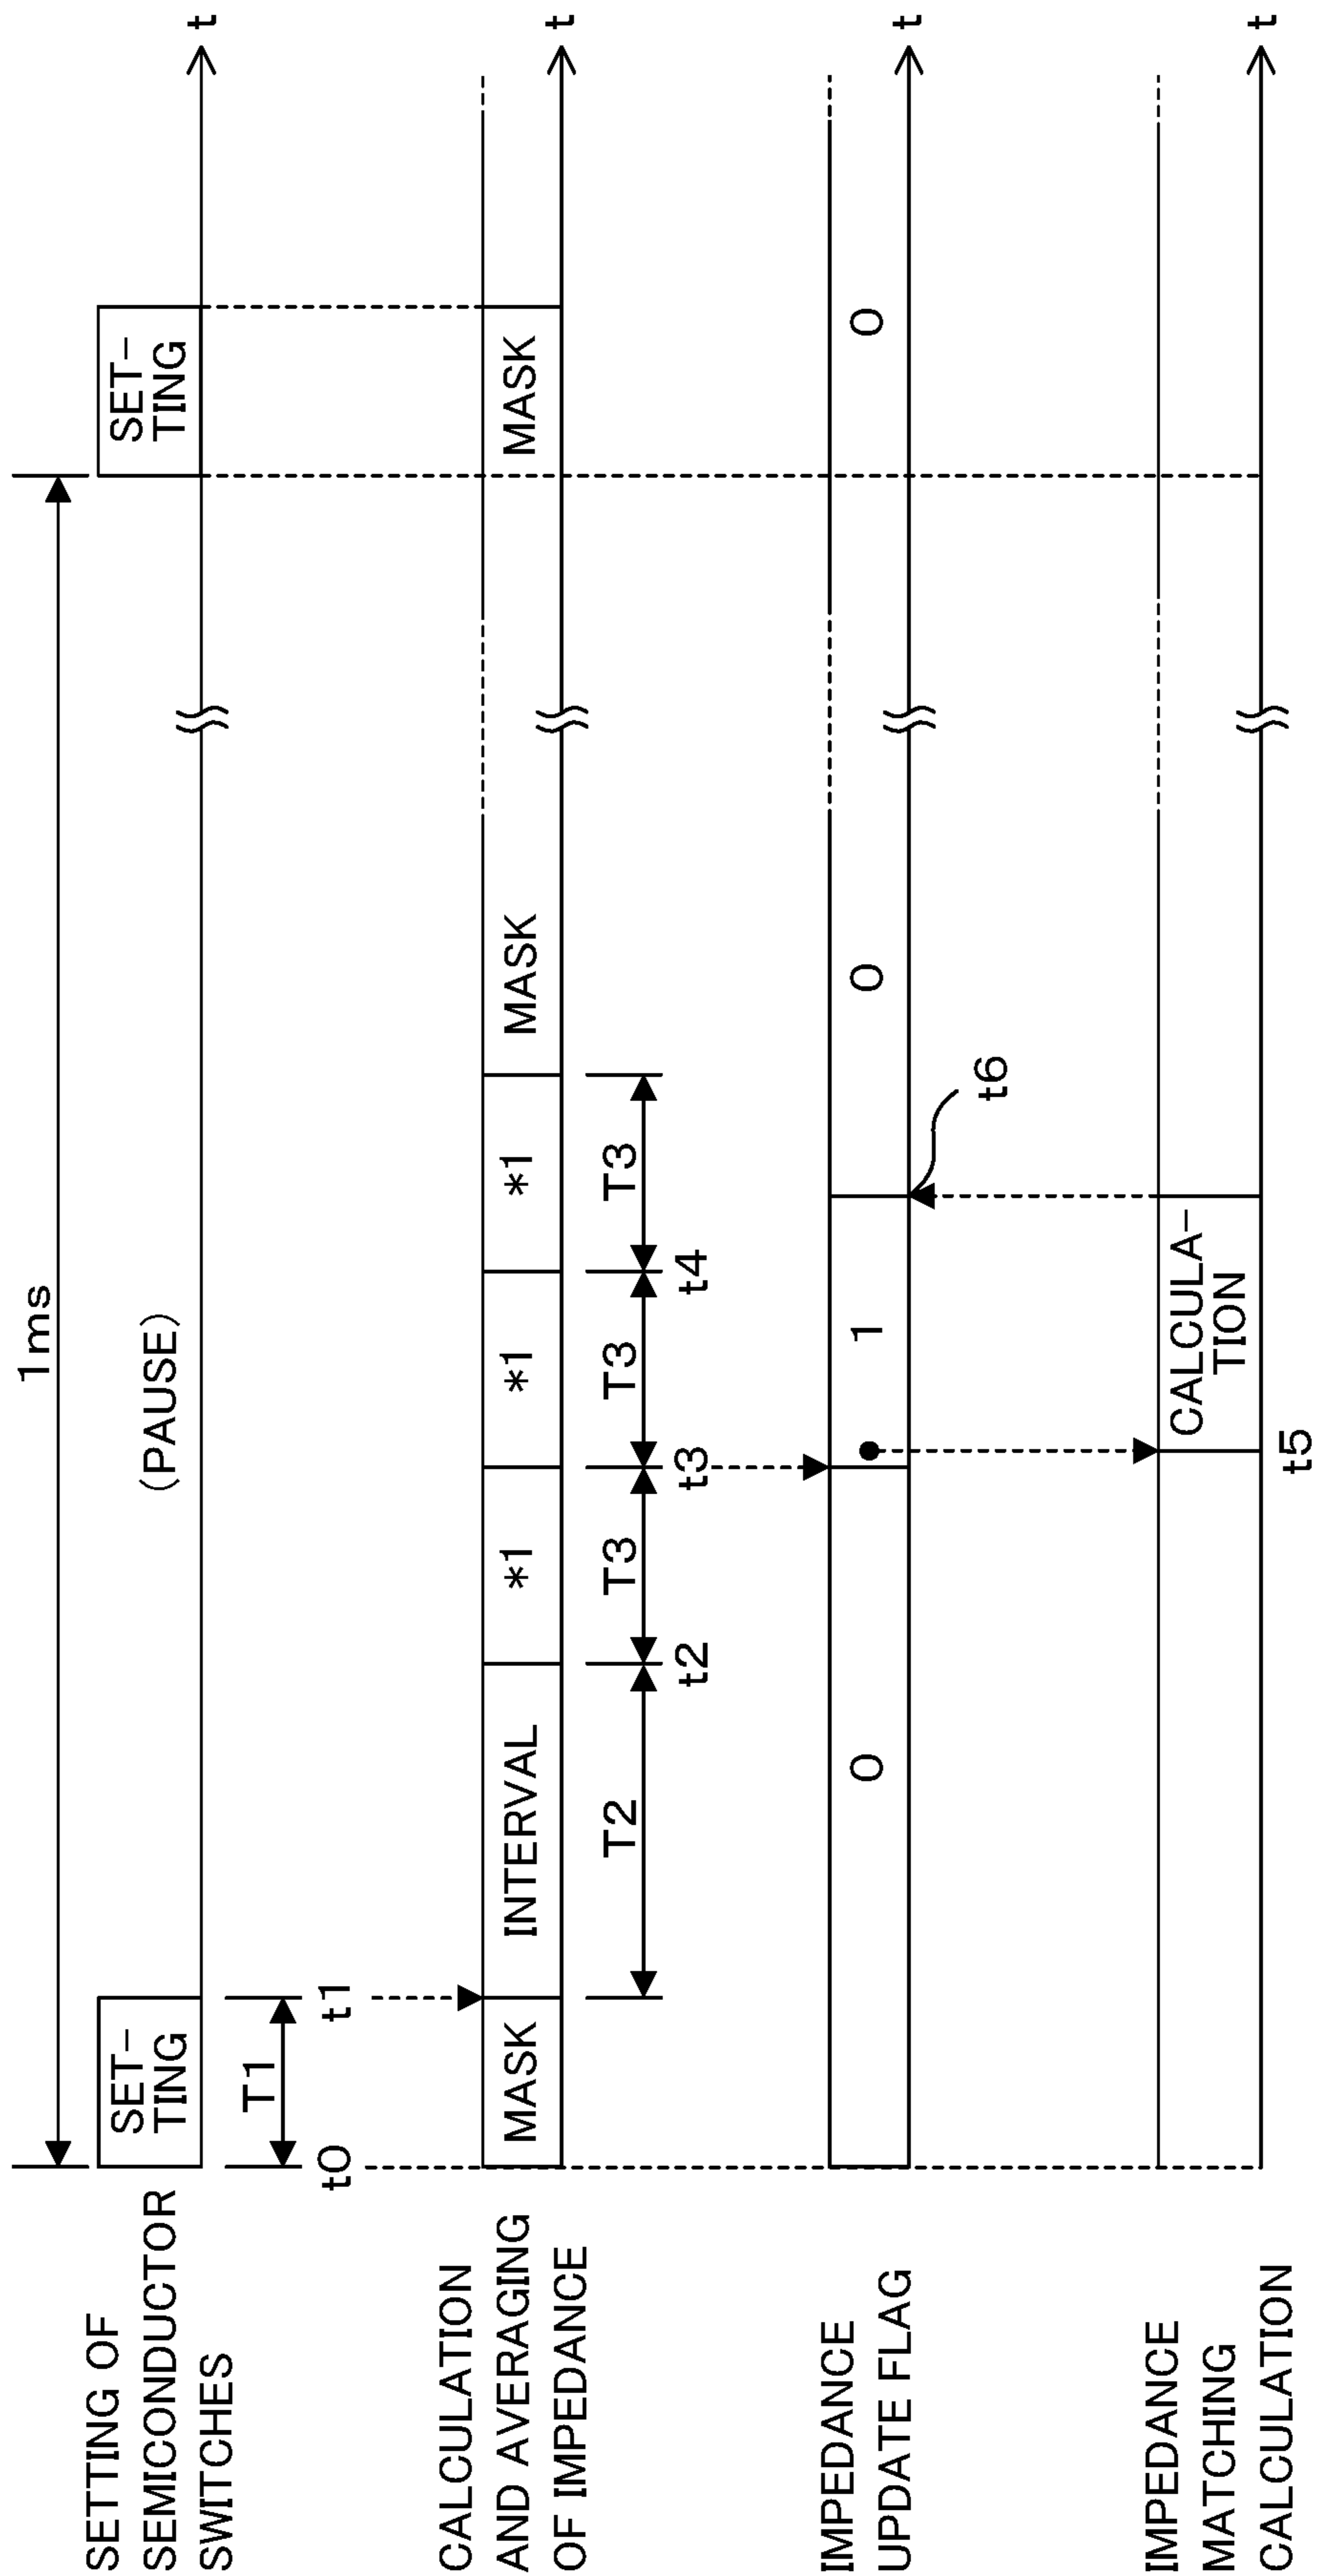 1ms
SETTING OF
SEMICONDUCTOR
SWITCHES
SET-
TING
(PAUSE)
SET-
TING
t
T1
t0
t1
CALCULATION
AND AVERAGING
OF IMPEDANCE
MASK
INTERVAL
*1
*1
*1
MASK
MASK
t
T2
T3
T3
T3
t2
t3
t4
IMPEDANCE
UPDATE FLAG
0
1
0
0
t
t6
IMPEDANCE
MATCHING
CALCULATION
CALCULA-
TION
t
t5